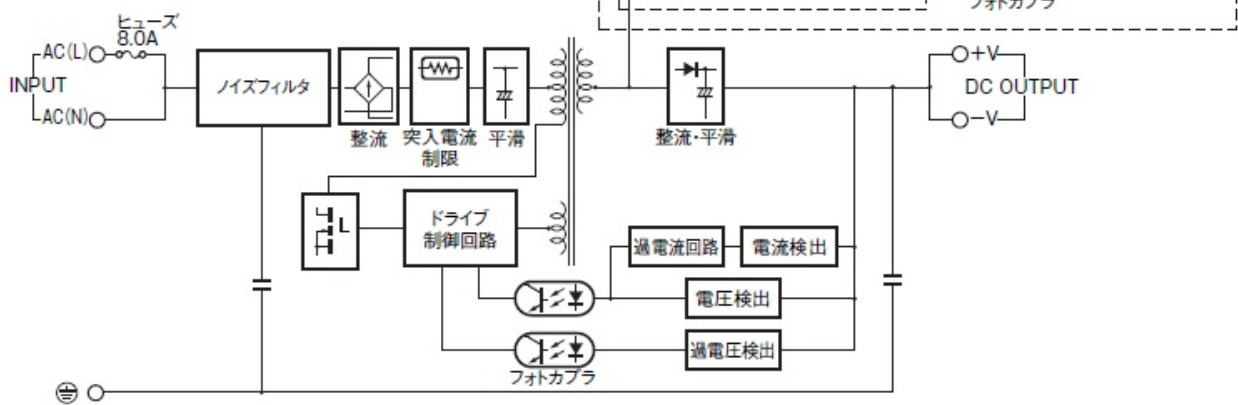 フォトカプラ
ヒューズ
8.0A
AC(L)
INPUT
AC(N)
ノイズフィルタ
整流
突入電流
制限
平滑
整流・平滑
+V
DC OUTPUT
-V
ドライブ
制御回路
過電流回路
電流検出
電圧検出
過電圧検出
フォトカプラ